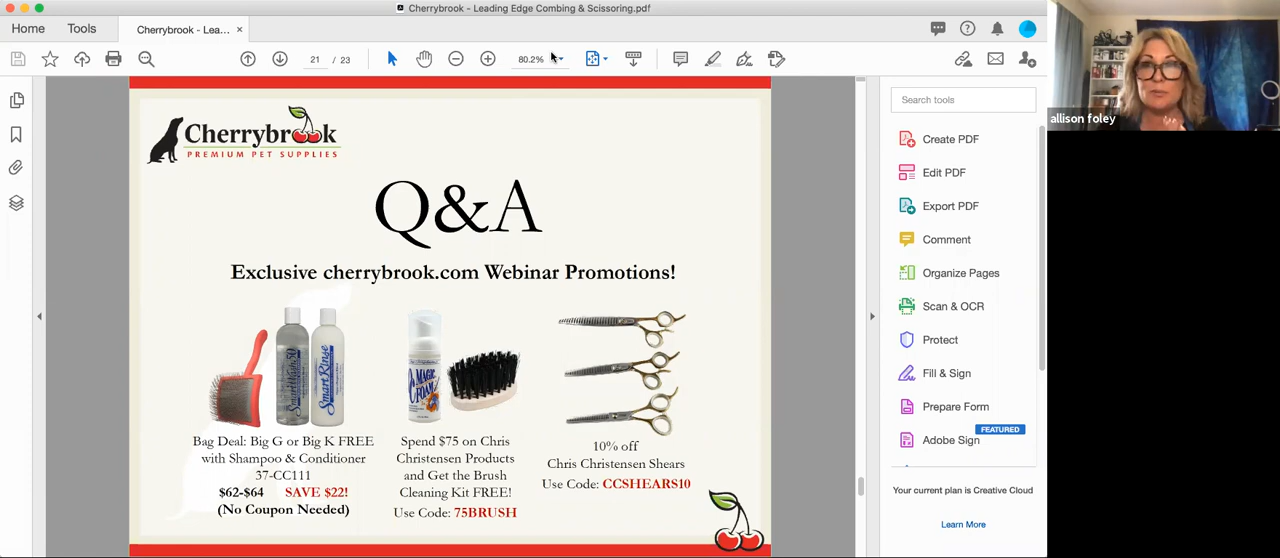 Cherrybrook - Leading Edge Combing & Scissoring.pdf
Home
Tools
Cherrybrook - Lea...
×
21 / 23
80.2%
Search tools
Create PDF
Edit PDF
Export PDF
Comment
Organize Pages
Scan & OCR
Protect
Fill & Sign
Prepare Form
FEATURED
Adobe Sign
Your current plan is Creative Cloud
Learn More
allison foley
Cherrybrook
PREMIUM PET SUPPLIES
Q&A
Exclusive cherrybrook.com Webinar Promotions!
SmartWash50
SmartRinse
MAGIC
FOAM
Bag Deal: Big G or Big K FREE
with Shampoo & Conditioner
37-CC111
$62-$64 SAVE $22!
(No Coupon Needed)
Spend $75 on Chris
Christensen Products
and Get the Brush
Cleaning Kit FREE!
Use Code: 75BRUSH
10% off
Chris Christensen Shears
Use Code: CCSHEARS10